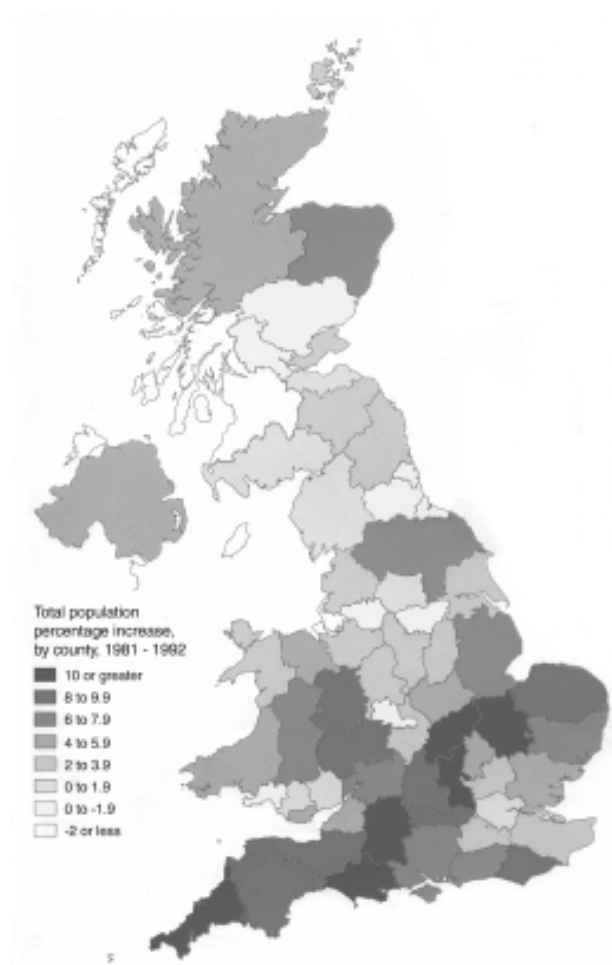 Total population
percentage increase,
by county, 1981 - 1992
10 or greater
8 to 9.9
6 to 7.9
4 to 5.9
2 to 3.9
0 to 1.9
0 to -1.9
-2 or less